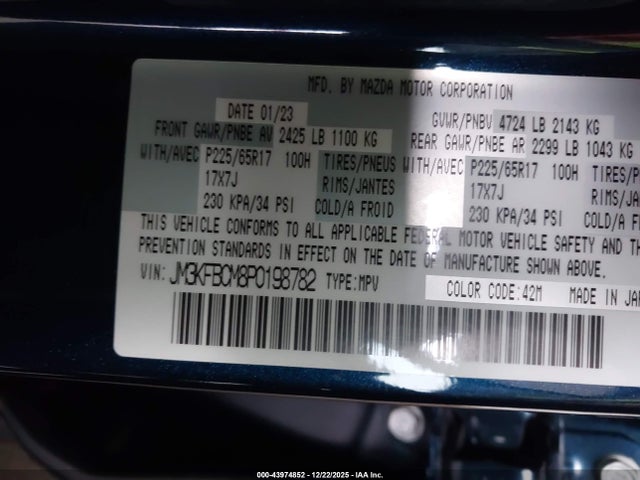 MFD. BY MAZDA MOTOR CORPORATION
DATE 01/23 GVWR/PNBV 4724 LB 2143 KG
FRONT GAWR/PNBE AV 2425 LB 1100 KG REAR GAWR/PNBE AR 2299 LB 1043 KG
WITH/AVEC P225/65R17 100H TIRES/PNEUS WITH/AVEC P225/65R17 100H TIRES/PN
17X7J RIMS/JANTES 17X7J RIMS/JANT
230 KPA/34 PSI COLD/A FROID 230 KPA/34 PSI COLD/A F
THIS VEHICLE CONFORMS TO ALL APPLICABLE FEDERAL MOTOR VEHICLE SAFETY AND THE
PREVENTION STANDARDS IN EFFECT ON THE DATE OF MANUFACTURE SHOWN ABOVE.
VIN: JM3KFBCM8P0198782 TYPE:MPV COLOR CODE:42M MADE IN JAP
000-43974852 - 12/22/2025 - IAA Inc.